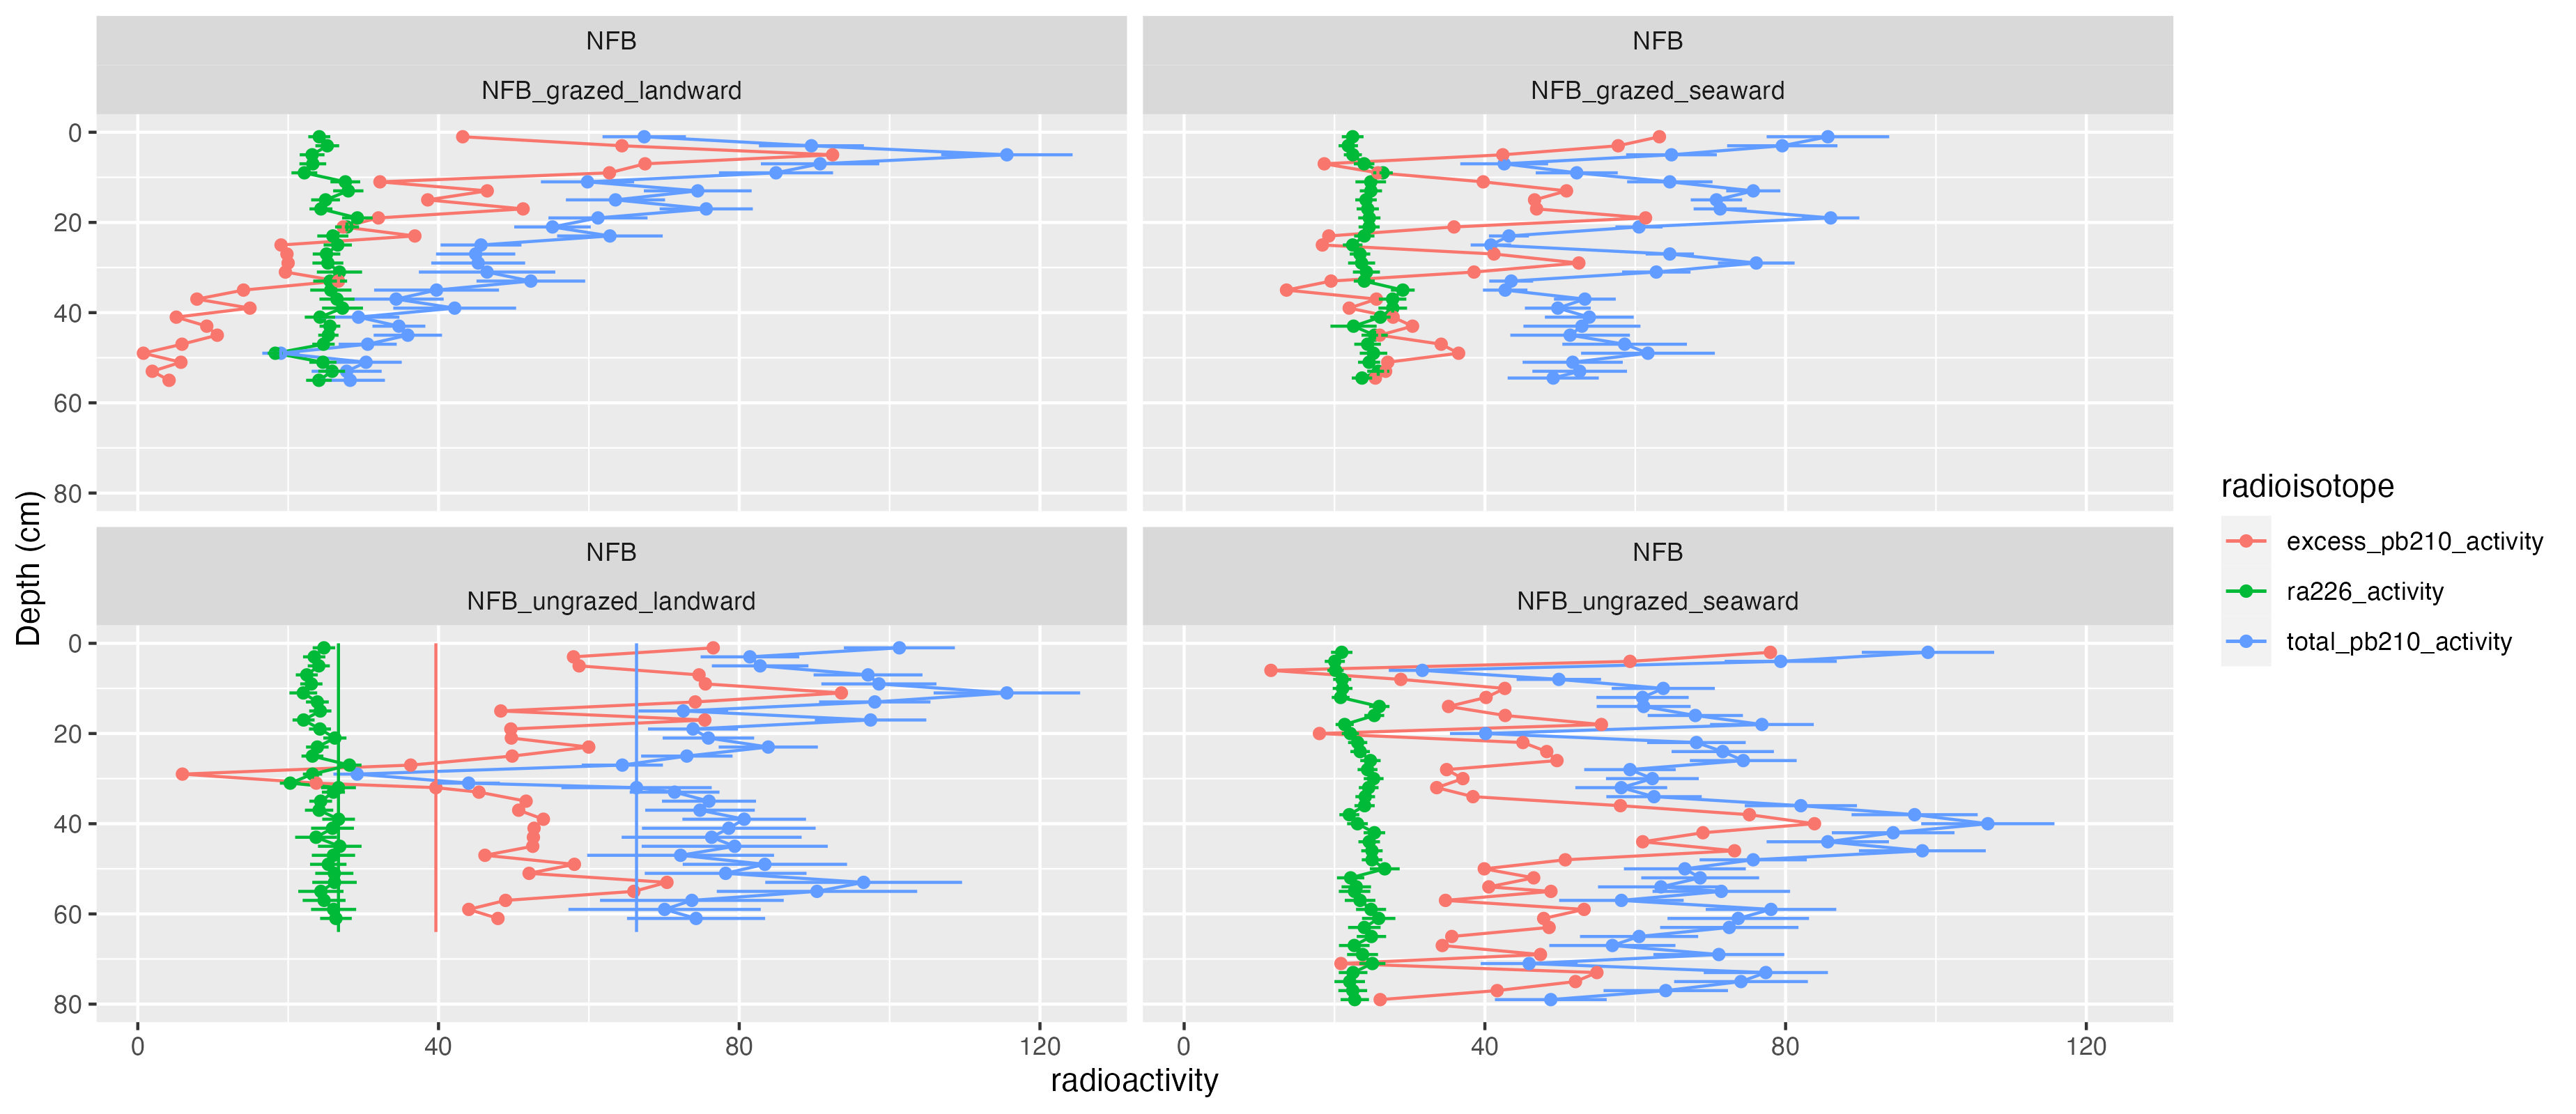 NFB
NFB_grazed_landward
NFB
NFB_grazed_seaward
0
20
40
60
80
NFB
NFB_ungrazed_landward
NFB
NFB_ungrazed_seaward
0
20
40
60
80
0
40
80
120
0
40
80
120
Depth (cm)
radioactivity
radioisotope
excess_pb210_activity
ra226_activity
total_pb210_activity